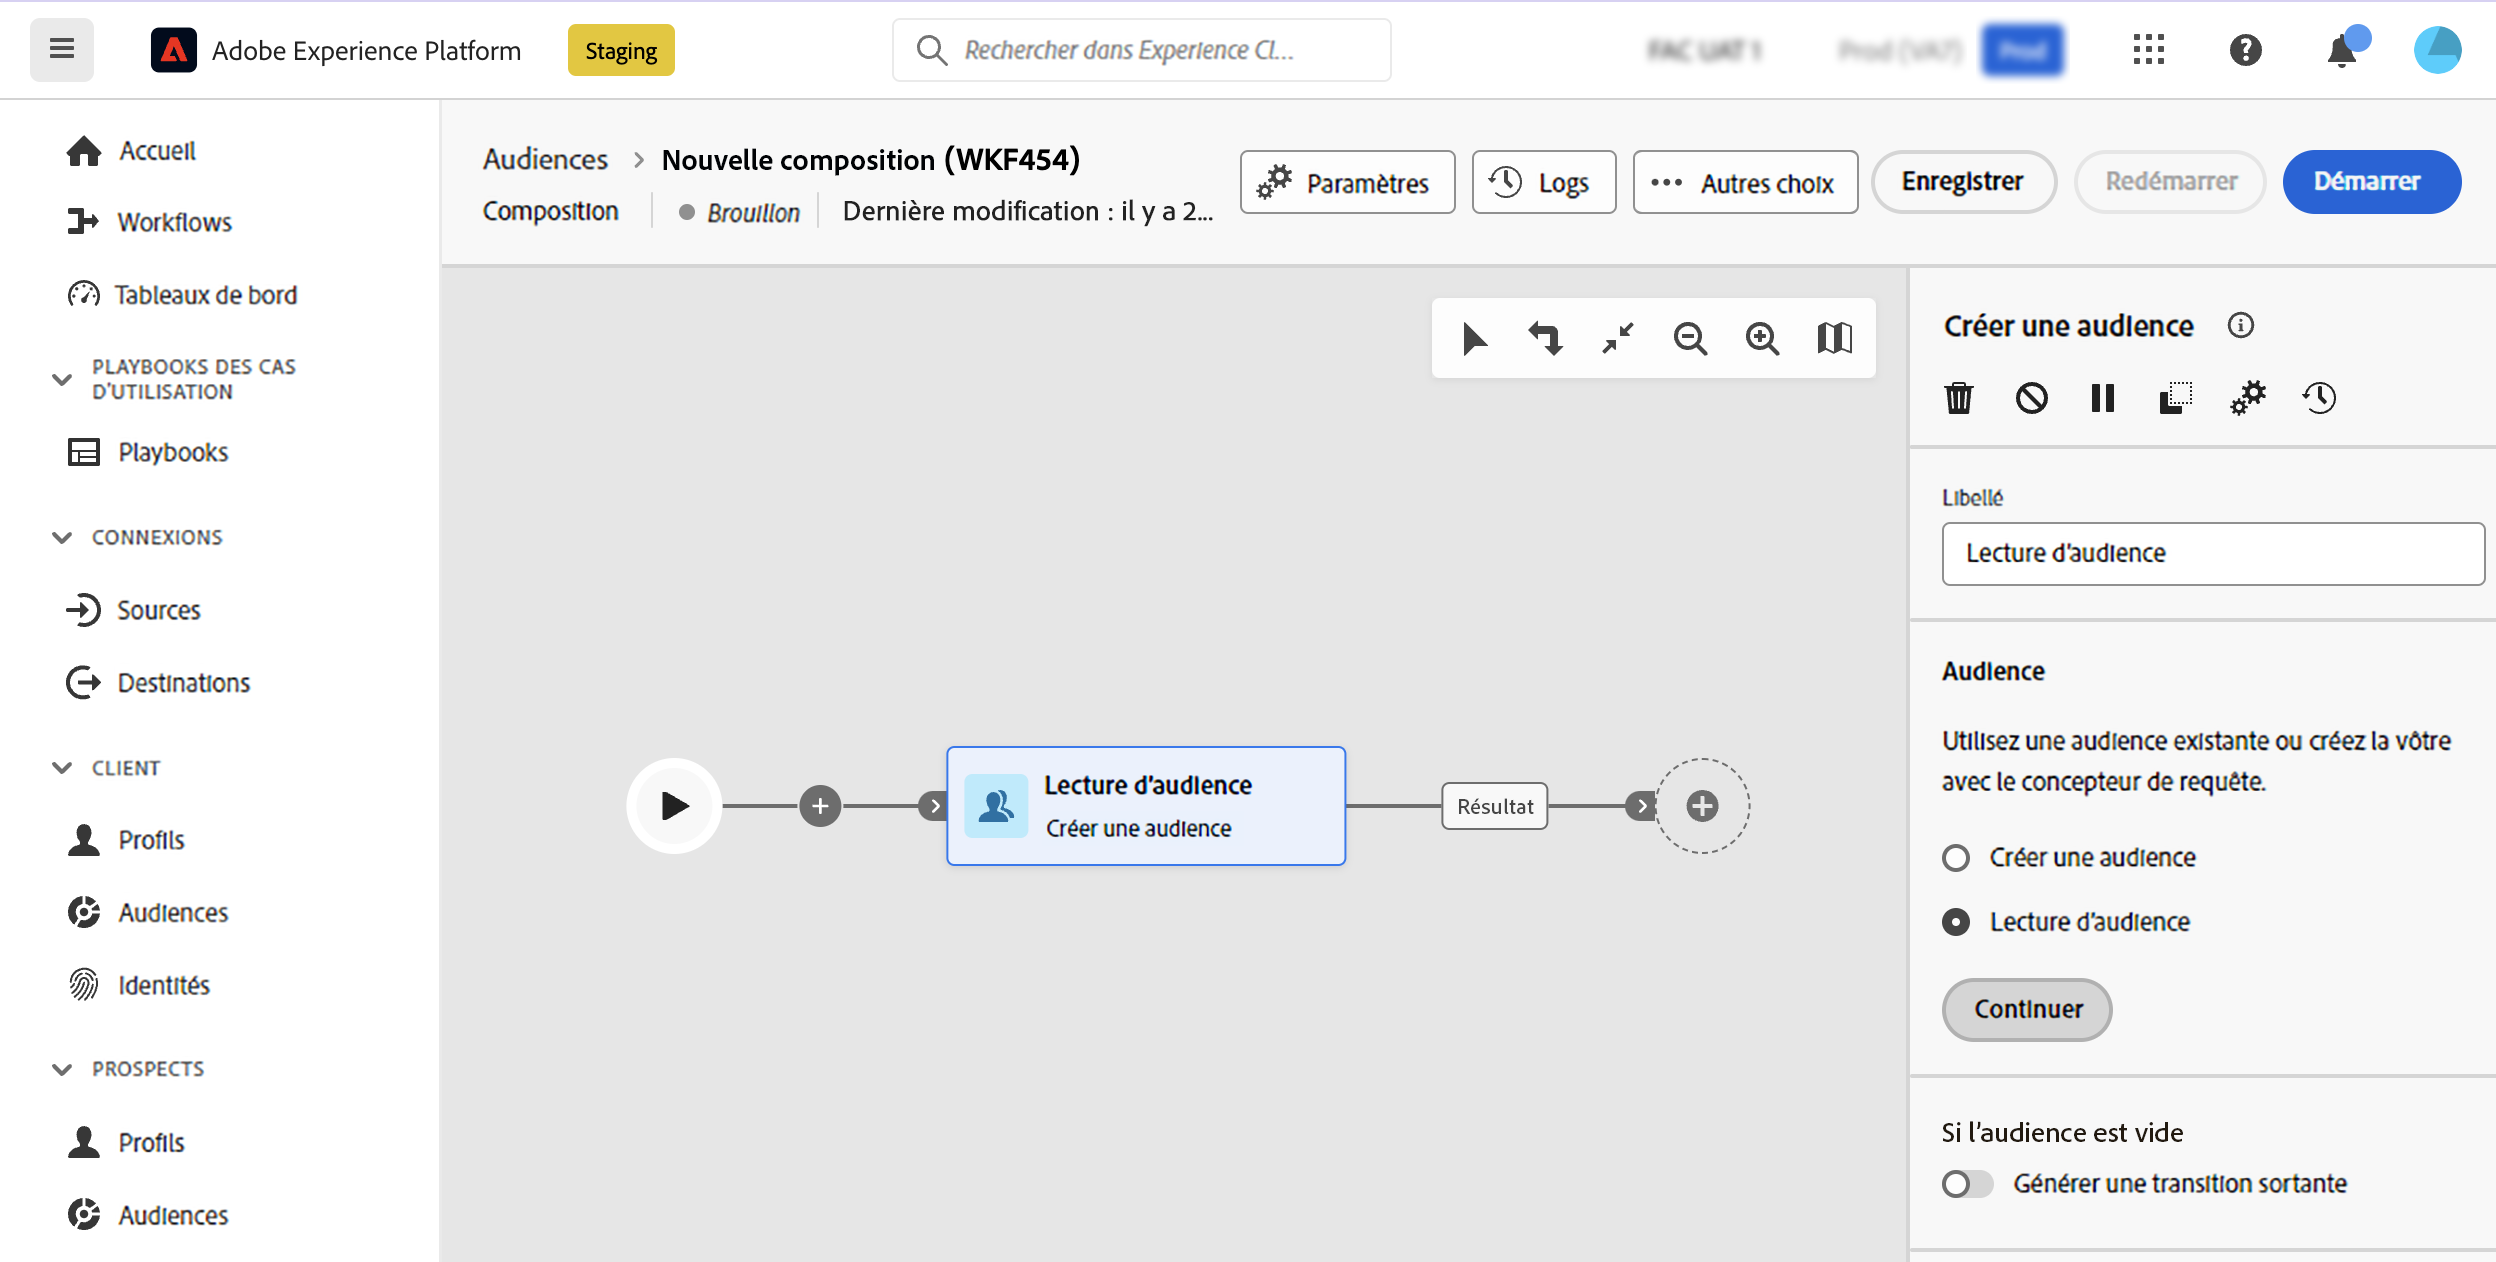 Adobe Experience Platform
Staging
Rechercher dans Experience Cl...
Accueil
Workflows
Tableaux de bord
PLAYBOOKS DES CAS
D'UTILISATION
Playbooks
CONNEXIONS
Sources
Destinations
CLIENT
Profils
Audiences
Identités
PROSPECTS
Profils
Audiences
Audiences > Nouvelle composition (WKF454)
Composition
Brouillon
Dernière modification : il y a 2...
Paramètres
Logs
Autres choix
Enregistrer
Redémarrer
Démarrer
Lecture d'audience
Créer une audience
Résultat
Créer une audience
Libellé
Lecture d'audience
Audience
Utilisez une audience existante ou créez la vôtre
avec le concepteur de requête.
Créer une audience
Lecture d'audience
Continuer
Si l'audience est vide
Générer une transition sortante